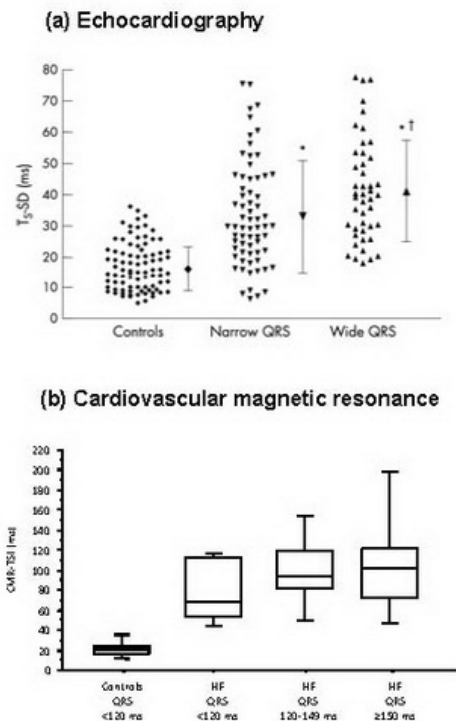 (a) Echocardiography
80
70
60
50
40
30
20
10
0
Tₛ-SD (ms)
*
* †
Controls Narrow QRS Wide QRS
(b) Cardiovascular magnetic resonance
220
200
180
160
140
120
100
80
60
40
20
0
CMR-TSI (ms)
Controls HF HF HF
QRS QRS QRS QRS
<120 ms <120 ms 120-149 ms ≥150 ms